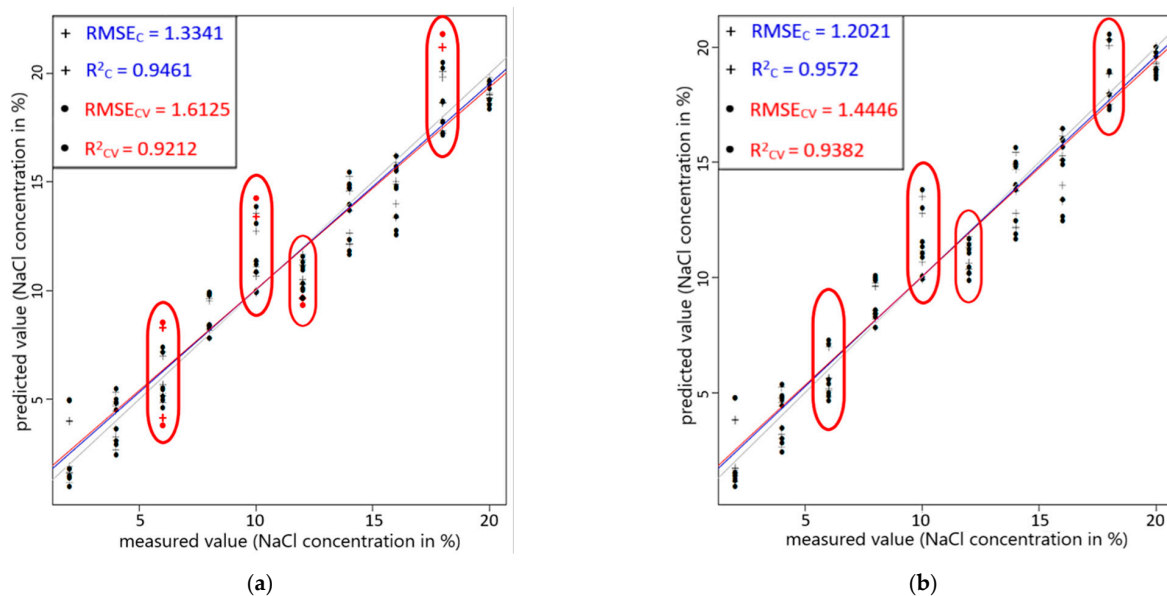 + RMSEC = 1.3341
+ R²C = 0.9461
● RMSECV = 1.6125
● R²CV = 0.9212
predicted value (NaCl concentration in %)
20
15
10
5
5 10 15 20
measured value (NaCl concentration in %)
(a)
+ RMSEC = 1.2021
+ R²C = 0.9572
● RMSECV = 1.4446
● R²CV = 0.9382
predicted value (NaCl concentration in %)
20
15
10
5
5 10 15 20
measured value (NaCl concentration in %)
(b)